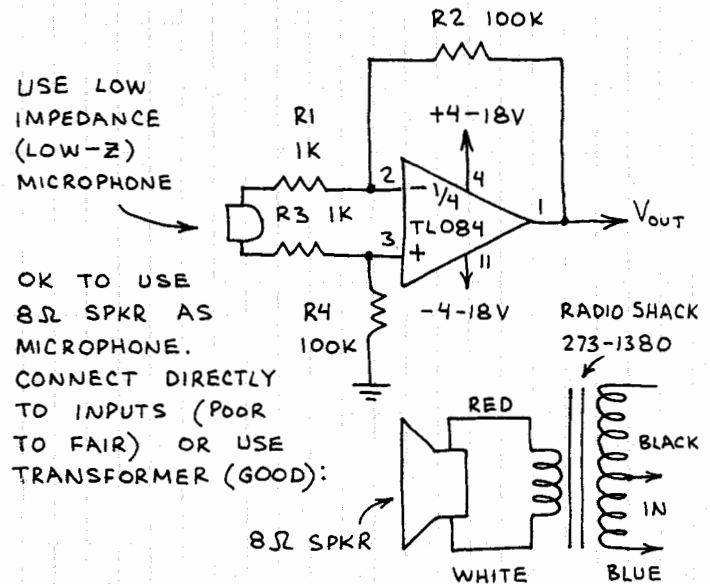 R2 100K
USE LOW
IMPEDANCE
(LOW-Z)
MICROPHONE
R1
1K
+4-18V
2
-
1/4
4
1
VOUT
R3 1K
TL084
3
+
11
-4-18V
R4
100K
OK TO USE
8Ω SPKR AS
MICROPHONE.
CONNECT DIRECTLY
TO INPUTS (POOR
TO FAIR) OR USE
TRANSFORMER (GOOD):
RADIO SHACK
273-1380
RED
BLACK
IN
8Ω SPKR
WHITE
BLUE